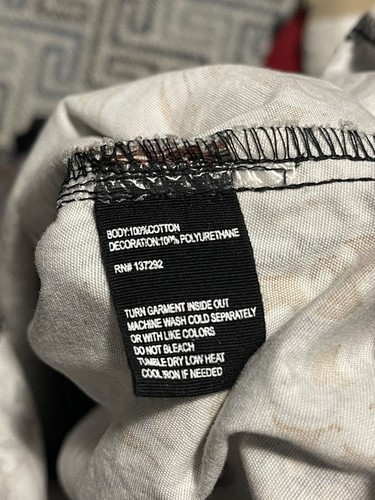 BODY:100%COTTON
DECORATION:100% POLYURETHANE
RN# 137292
TURN GARMENT INSIDE OUT
MACHINE WASH COLD SEPARATELY
OR WITH LIKE COLORS
DO NOT BLEACH
TUMBLE DRY LOW HEAT
COOL IRON IF NEEDED